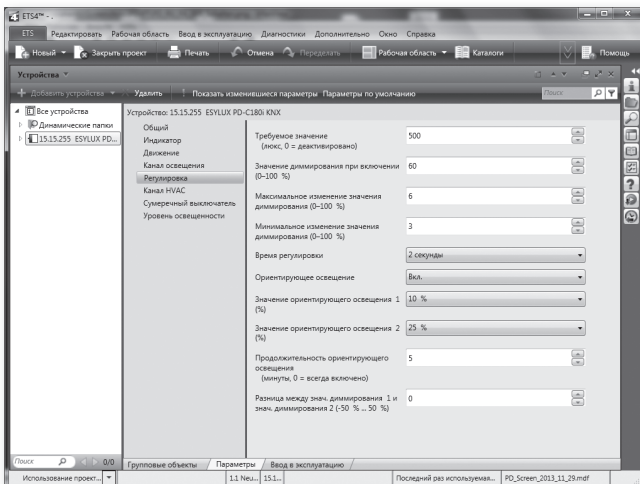 ETS4™ - .
ETS Редактировать Рабочая область Ввод в эксплуатацию Диагностики Дополнительно Окно Справка
Новый Закрыть проект Печать Отмена Переделать Рабочая область Каталоги Помощь
Устройства
Добавить устройства Удалить Показать изменившиеся параметры Параметры по умолчанию Поиск
Все устройства
Динамические папки
15.15.255 ESYLUX PD...
Устройство: 15.15.255 ESYLUX PD-C180i KNX
Общий
Индикатор
Движение
Канал освещения
Регулировка
Канал HVAC
Сумеречный выключатель
Уровень освещенности
Требуемое значение 500
(люкс, 0 = деактивировано)
Значение диммирования при включении 60
(0–100 %)
Максимальное изменение значения 6
диммирования (0–100 %)
Минимальное изменение значения 3
диммирования (0–100 %)
Время регулировки 2 секунды
Ориентирующее освещение Вкл.
Значение ориентирующего освещения 1 10 %
(%)
Значение ориентирующего освещения 2 25 %
(%)
Продолжительность ориентирующего 5
освещения
(минуты, 0 = всегда включено)
Разница между знач. диммирования 1 и 0
знач. диммирования 2 (-50 % ... 50 %)
Поиск 0/0
Групповые объекты Параметры Ввод в эксплуатацию
Использование проект... 1.1 Neu... 15.1... Последний раз используемая... PD_Screen_2013_11_29.mdf